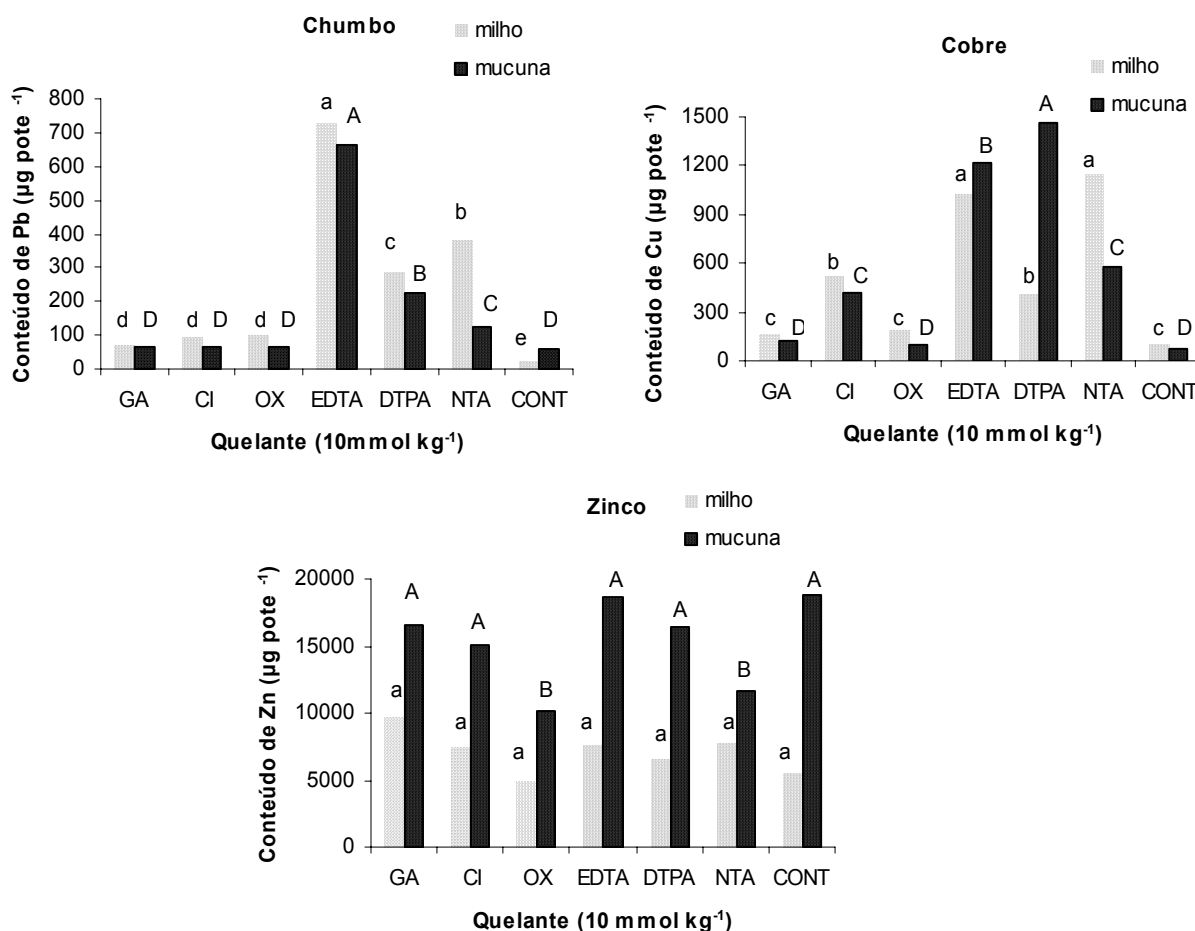 Chumbo
milho
mucuna
Conteúdo de Pb (µg pote ⁻¹)
800
700
600
500
400
300
200
100
0
a A
b
c B
C
d D d D d D e D
GA CI OX EDTA DTPA NTA CONT
Quelante (10mmol kg⁻¹)
Cobre
milho
mucuna
Conteúdo de Cu (µg pote ⁻¹)
1500
1200
900
600
300
0
A
a B a
b C b C
c D c D c D
GA CI OX EDTA DTPA NTA CONT
Quelante (10 mmol kg⁻¹)
Zinco
milho
mucuna
Conteúdo de Zn (µg pote ⁻¹)
20000
15000
10000
5000
0
A A B A A B A
a a a a a a a
GA CI OX EDTA DTPA NTA CONT
Quelante (10 mmol kg⁻¹)